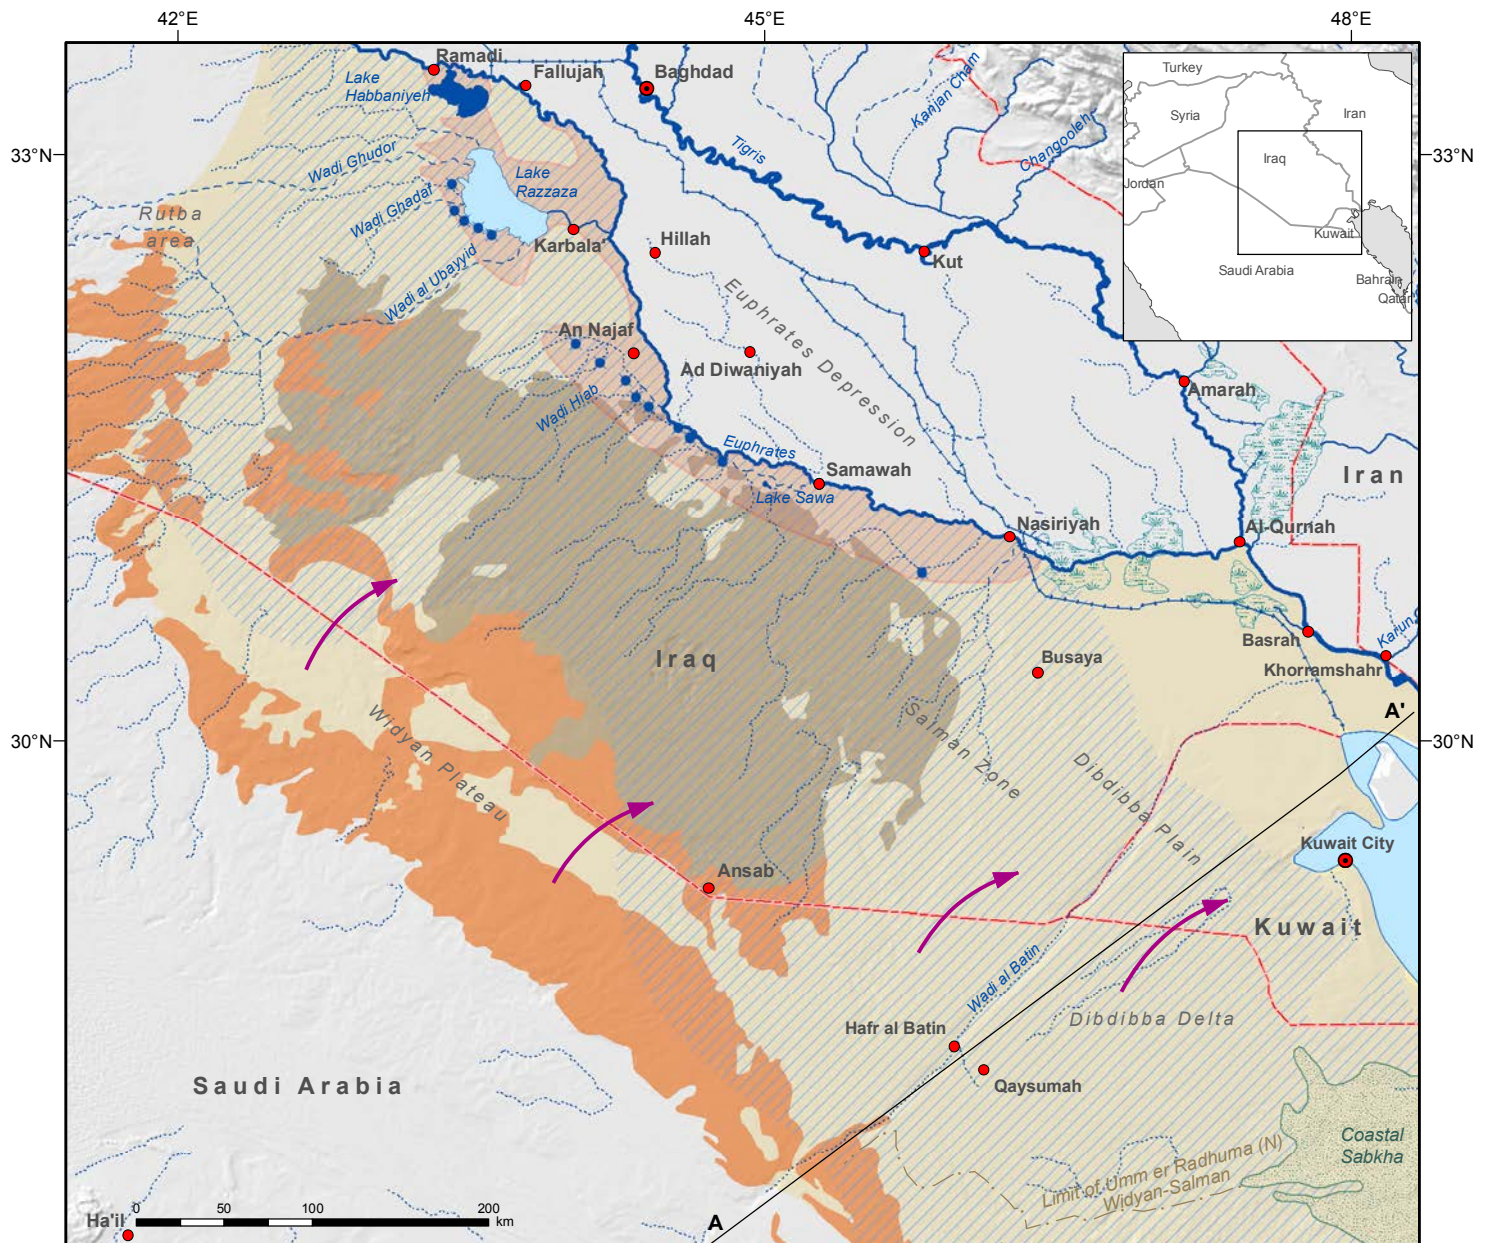 42°E
45°E
48°E
33°N
33°N
30°N
30°N
Ramadi
Fallujah
Baghdad
Lake
Habbaniyeh
Kanjan Cham
Changooleh
Tigris
Wadi Ghudor
Lake
Razzaza
Wadi Ghadaf
Rutba
area
Karbala'
Hillah
Kut
Wadi al Ubayyid
Euphrates Depression
An Najaf
Ad Diwaniyah
Amarah
Wadi Hiab
Euphrates
Samawah
Lake Sawa
Iran
Nasiriyah
Al-Qurnah
Basrah
Karun
Khorramshahr
Iraq
Busaya
Salman Zone
Widyan Plateau
Dibdibba Plain
A'
Kuwait City
Ansab
Kuwait
Wadi al Batin
Dibdibba Delta
Hafr al Batin
Qaysumah
Saudi Arabia
Coastal
Sabkha
Limit of Umm er Radhuma (N)
Widyan-Salman
A
Ha'il
0
50
100
200
km
Turkey
Syria
Iran
Iraq
Jordan
Kuwait
Saudi Arabia
Bahrain
Qatar